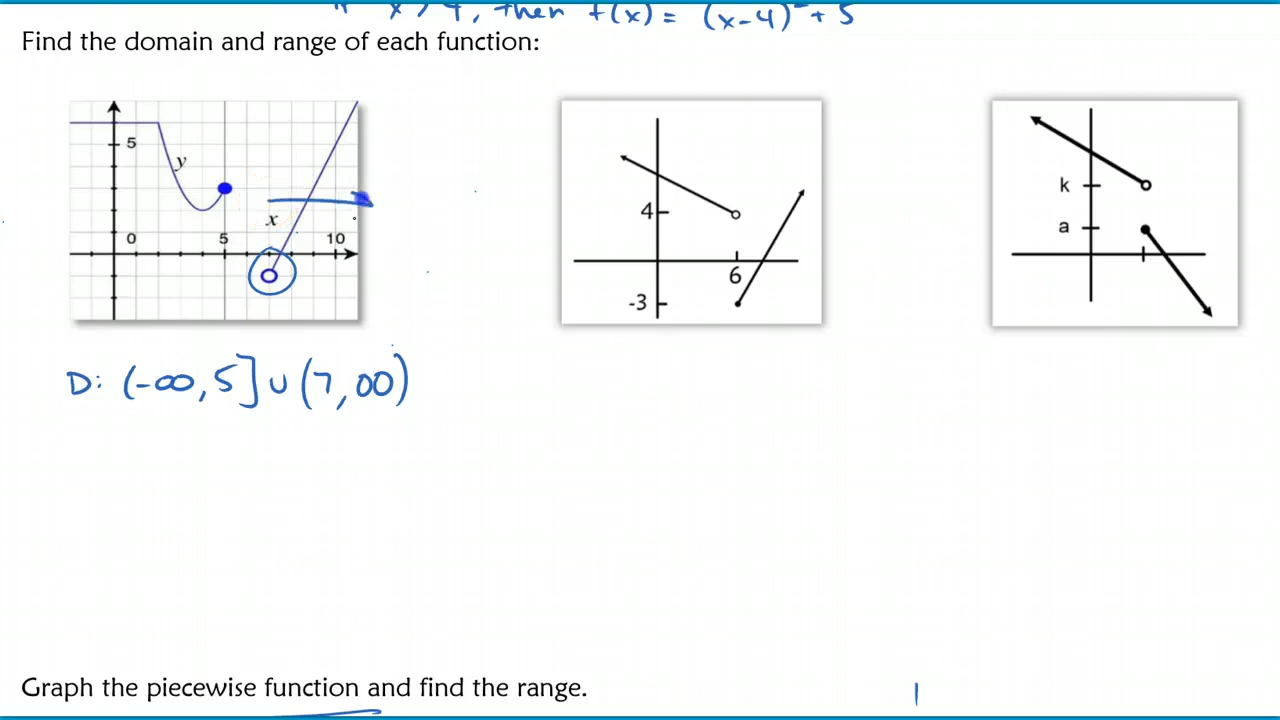 If x > 4, then f(x) = (x-4)² + 5
Find the domain and range of each function:
5
y
x
0 5 10
4
6
-3
k
a
D: (-∞, 5] ∪ (7, ∞)
Graph the piecewise function and find the range.